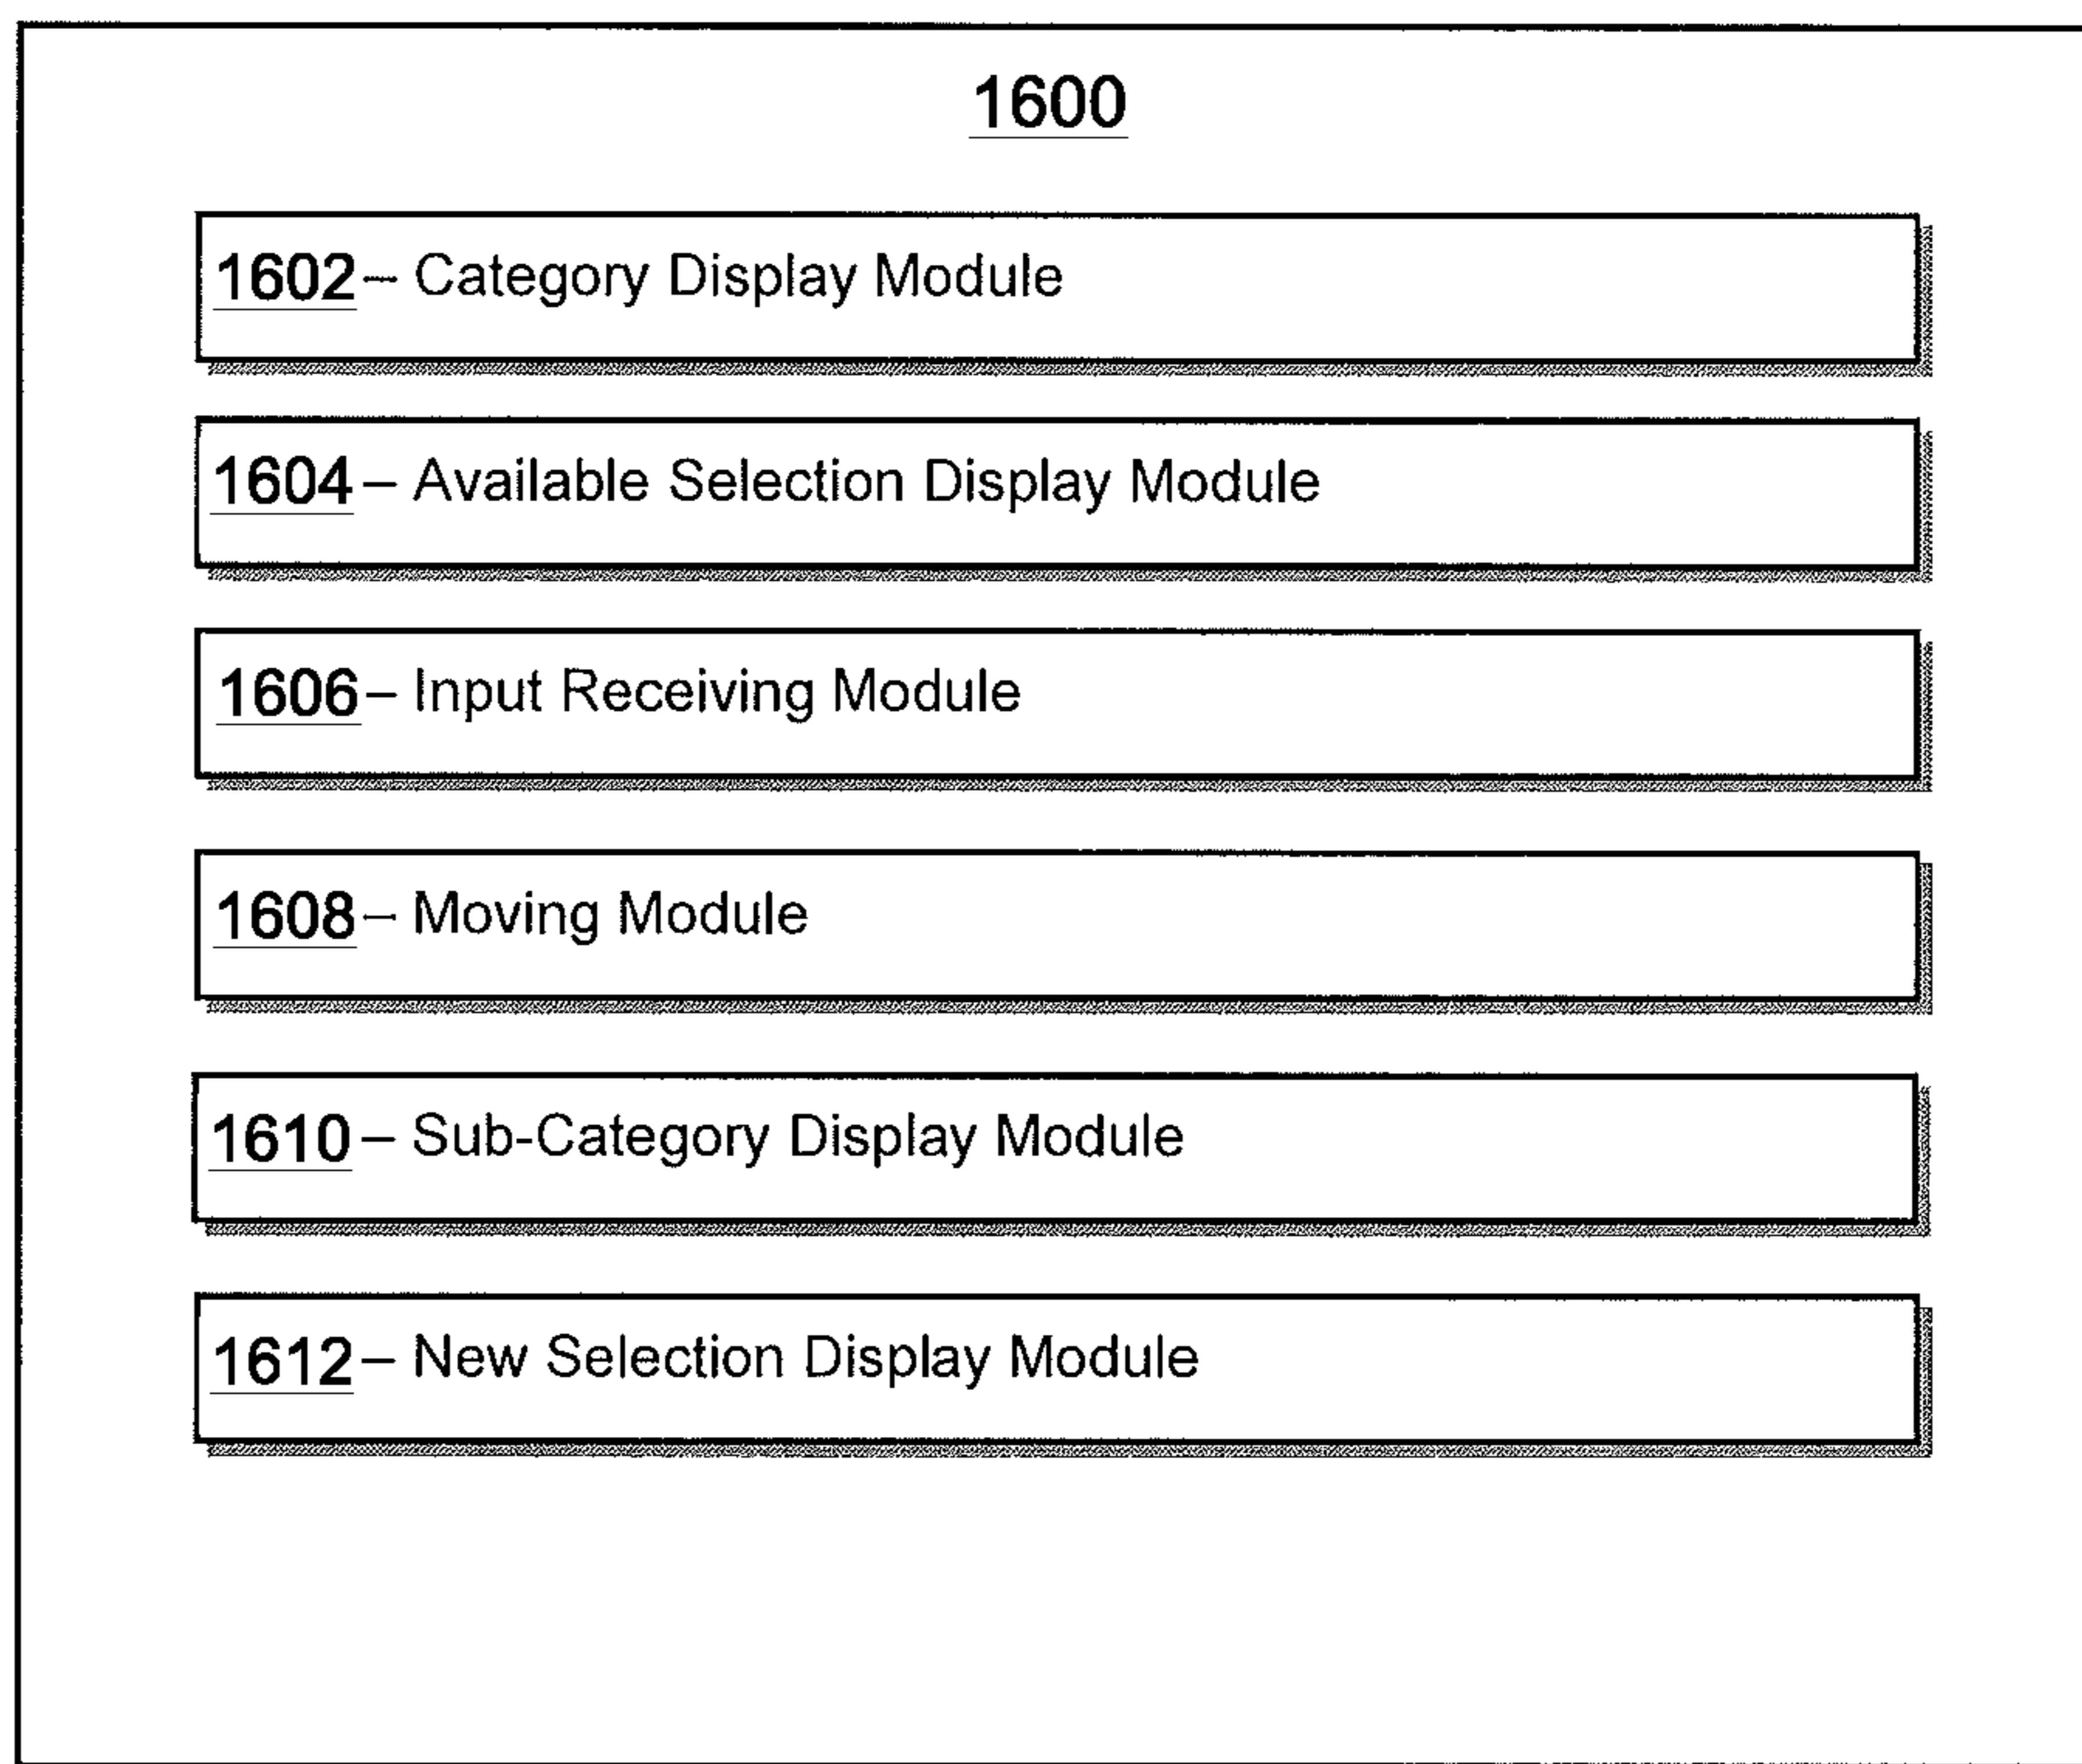 1600
1602 – Category Display Module
1604 – Available Selection Display Module
1606 – Input Receiving Module
1608 – Moving Module
1610 – Sub-Category Display Module
1612 – New Selection Display Module